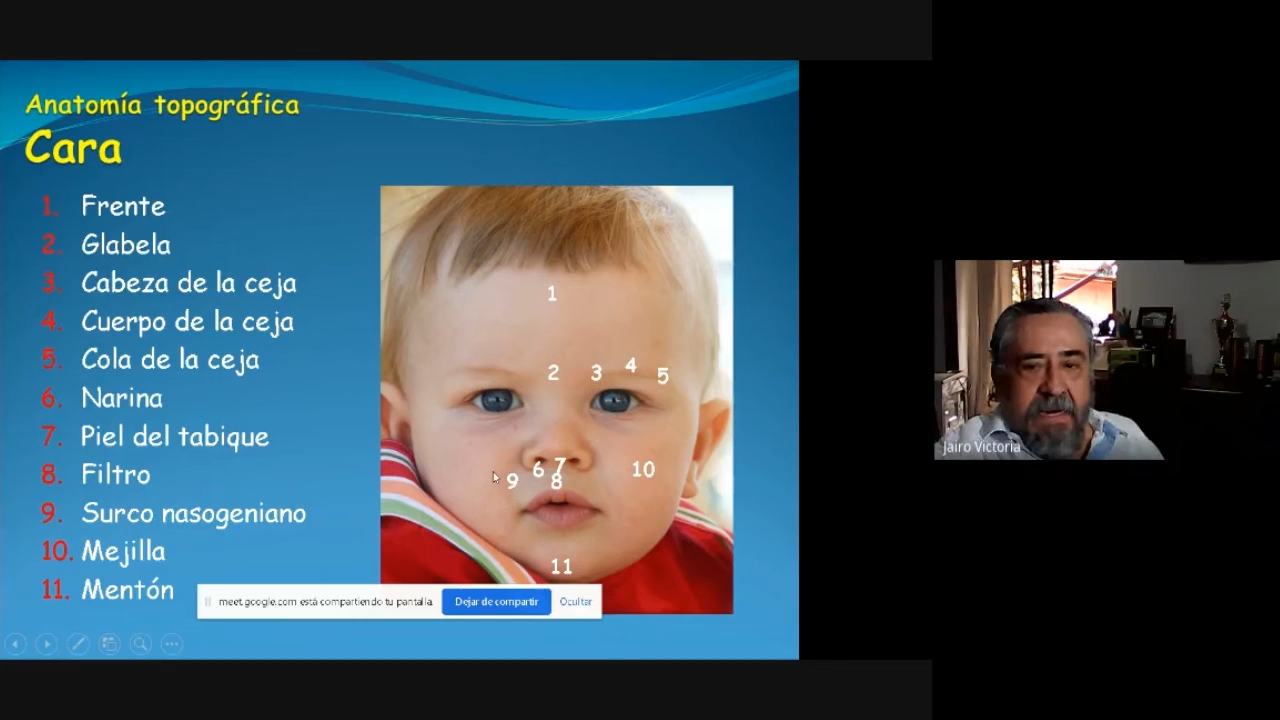 Anatomía topográfica
Cara
1. Frente
2. Glabela
3. Cabeza de la ceja
4. Cuerpo de la ceja
5. Cola de la ceja
6. Narina
7. Piel del tabique
8. Filtro
9. Surco nasogeniano
10. Mejilla
11. Mentón
1
2 3 4 5
6 7
9 8 10
11
meet.google.com está compartiendo tu pantalla. Dejar de compartir Ocultar
Jairo Victoria